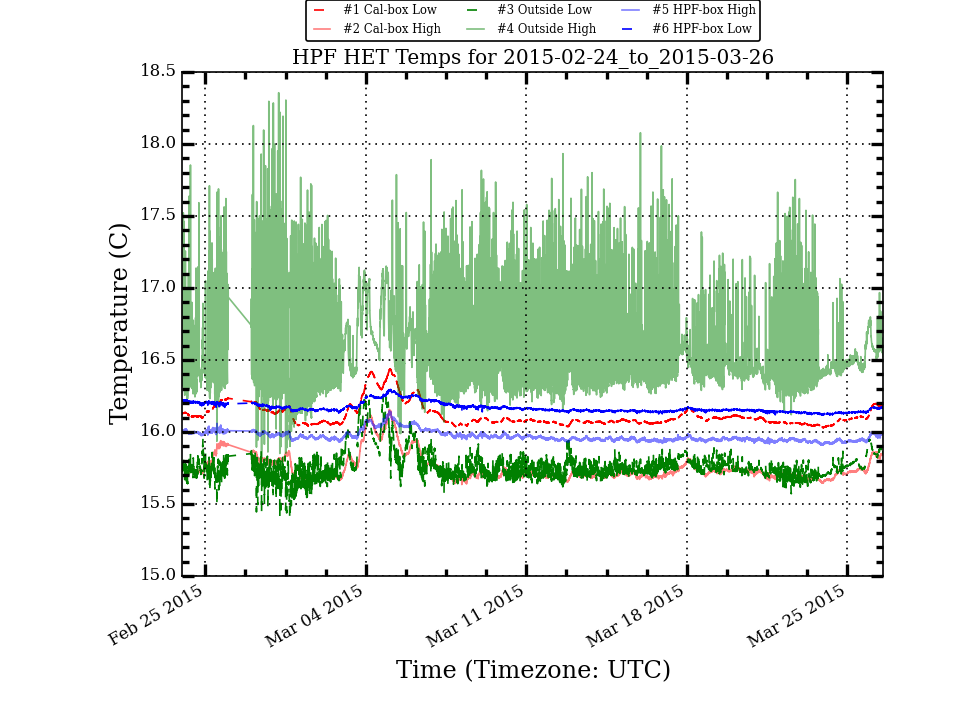 #1 Cal-box Low #3 Outside Low #5 HPF-box High
#2 Cal-box High #4 Outside High #6 HPF-box Low
HPF HET Temps for 2015-02-24_to_2015-03-26
18.5
18.0
17.5
17.0
16.5
16.0
15.5
15.0
Temperature (C)
Feb 25 2015 Mar 04 2015 Mar 11 2015 Mar 18 2015 Mar 25 2015
Time (Timezone: UTC)